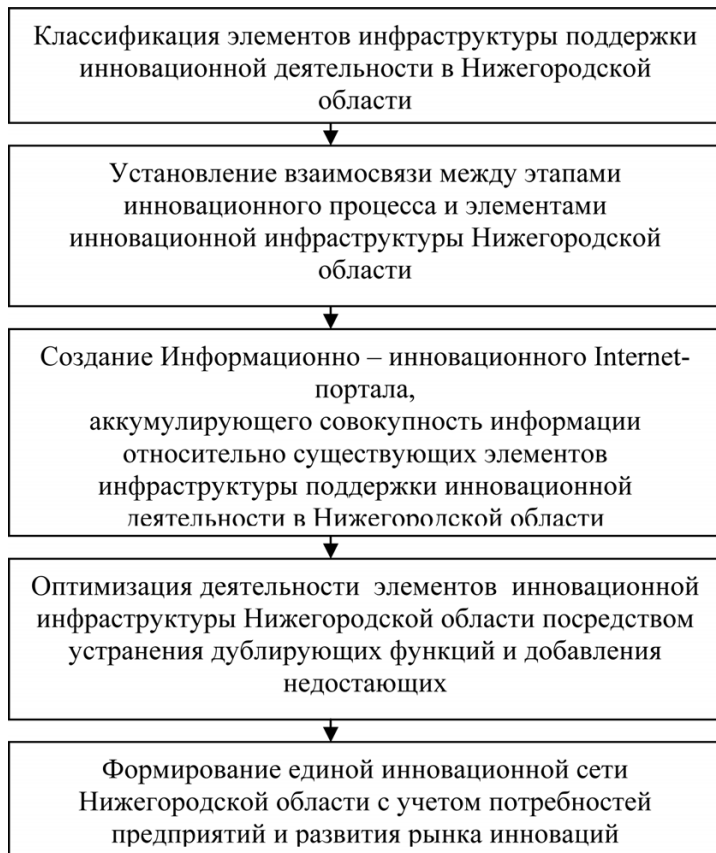 Классификация элементов инфраструктуры поддержки
инновационной деятельности в Нижегородской
области
Установление взаимосвязи между этапами
инновационного процесса и элементами
инновационной инфраструктуры Нижегородской
области
Создание Информационно – инновационного Internet-
портала,
аккумулирующего совокупность информации
относительно существующих элементов
инфраструктуры поддержки инновационной
деятельности в Нижегородской области
Оптимизация деятельности элементов инновационной
инфраструктуры Нижегородской области посредством
устранения дублирующих функций и добавления
недостающих
Формирование единой инновационной сети
Нижегородской области с учетом потребностей
предприятий и развития рынка инноваций